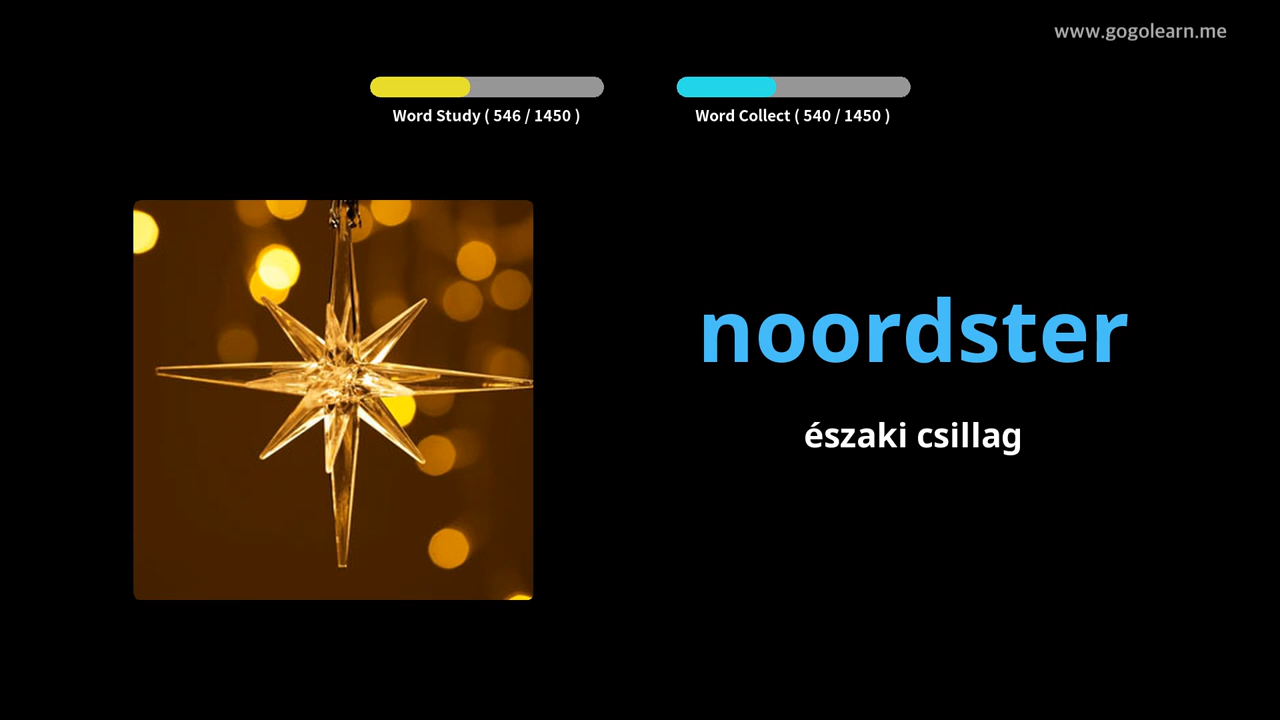 www.gogolearn.me
Word Study ( 546 / 1450 )
Word Collect ( 540 / 1450 )
noordster
északi csillag